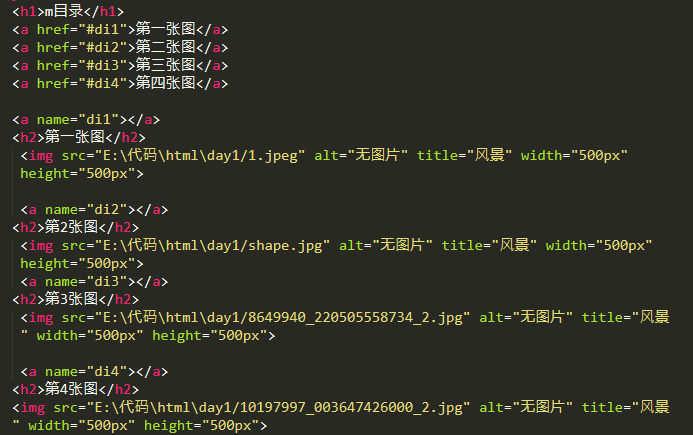 <h1>m目录</h1>
<a href="#di1">第一张图</a>
<a href="#di2">第二张图</a>
<a href="#di3">第三张图</a>
<a href="#di4">第四张图</a>
<a name="di1"></a>
<h2>第一张图</h2>
<img src="E:\代码\html\day1/1.jpeg" alt="无图片" title="风景" width="500px"
height="500px">
<a name="di2"></a>
<h2>第2张图</h2>
<img src="E:\代码\html\day1/shape.jpg" alt="无图片" title="风景" width="500px"
height="500px">
<a name="di3"></a>
<h2>第3张图</h2>
<img src="E:\代码\html\day1/8649940_220505558734_2.jpg" alt="无图片" title="风景
" width="500px" height="500px">
<a name="di4"></a>
<h2>第4张图</h2>
<img src="E:\代码\html\day1/10197997_003647426000_2.jpg" alt="无图片" title="风景
" width="500px" height="500px">